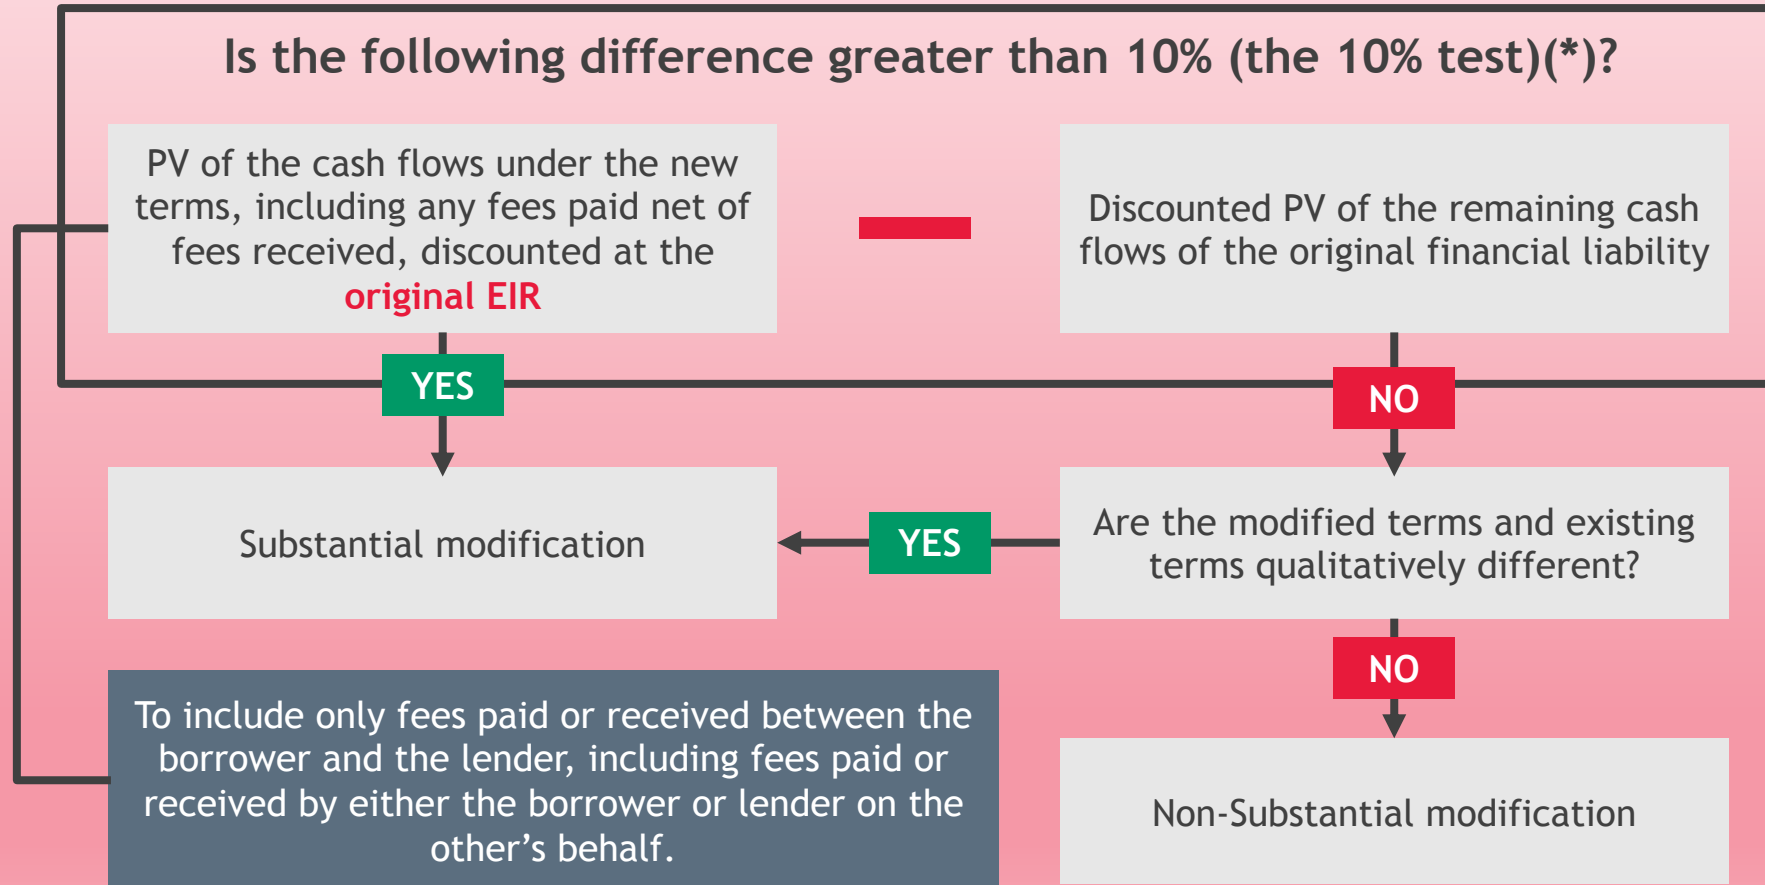 Is the following difference greater than 10% (the 10% test)(*)?
PV of the cash flows under the new
terms, including any fees paid net of
fees received, discounted at the
original EIR
Discounted PV of the remaining cash
flows of the original financial liability
YES
NO
Substantial modification
YES
Are the modified terms and existing
terms qualitatively different?
NO
To include only fees paid or received between the
borrower and the lender, including fees paid or
received by either the borrower or lender on the
other’s behalf.
Non-Substantial modification